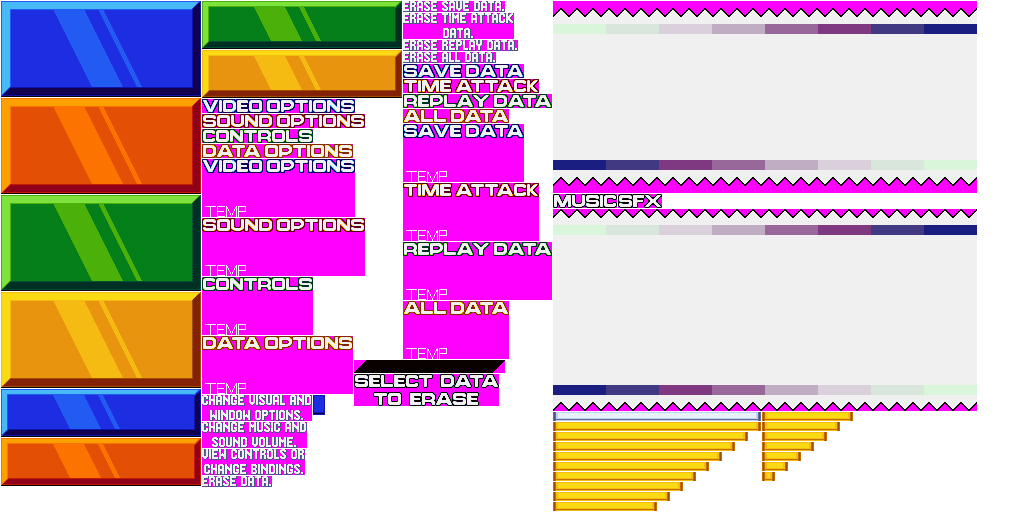 VIDEO OPTIONS
SOUND OPTIONS
CONTROLS
DATA OPTIONS
VIDEO OPTIONS
TEMP
SOUND OPTIONS
TEMP
CONTROLS
TEMP
DATA OPTIONS
TEMP
CHANGE VISUAL AND
WINDOW OPTIONS.
CHANGE MUSIC AND
SOUND VOLUME.
VIEW CONTROLS OR
CHANGE BINDINGS.
ERASE DATA.
ERASE SAVE DATA.
ERASE TIME ATTACK
DATA.
ERASE REPLAY DATA.
ERASE ALL DATA.
SAVE DATA
TIME ATTACK
REPLAY DATA
ALL DATA
SAVE DATA
TEMP
TIME ATTACK
TEMP
REPLAY DATA
TEMP
ALL DATA
TEMP
SELECT DATA
TO ERASE
MUSIC SFX